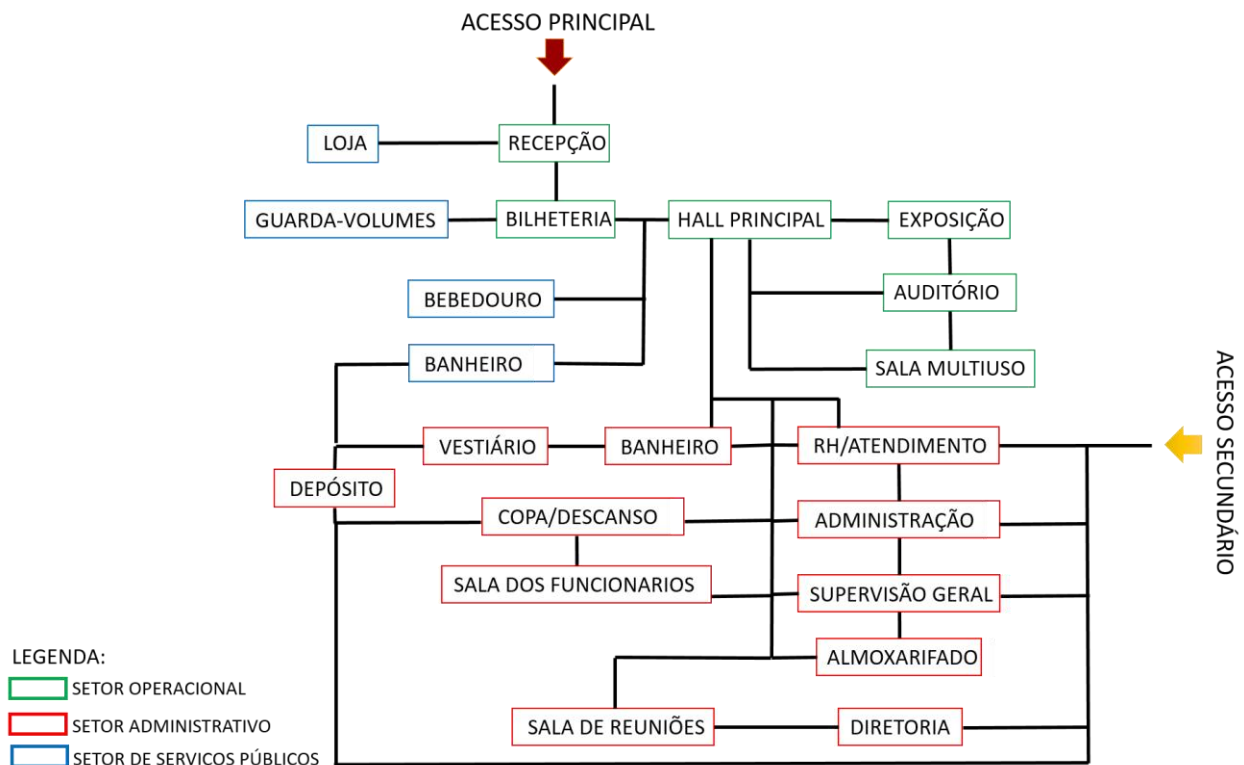 ACESSO PRINCIPAL
LOJA
RECEPÇÃO
GUARDA-VOLUMES
BILHETERIA
HALL PRINCIPAL
EXPOSIÇÃO
BEBEDOURO
AUDITÓRIO
BANHEIRO
SALA MULTIUSO
ACESSO SECUNDÁRIO
VESTIÁRIO
BANHEIRO
RH/ATENDIMENTO
DEPÓSITO
COPA/DESCANSO
ADMINISTRAÇÃO
SALA DOS FUNCIONARIOS
SUPERVISÃO GERAL
ALMOXARIFADO
SALA DE REUNIÕES
DIRETORIA
LEGENDA:
SETOR OPERACIONAL
SETOR ADMINISTRATIVO
SETOR DE SERVIÇOS PÚBLICOS